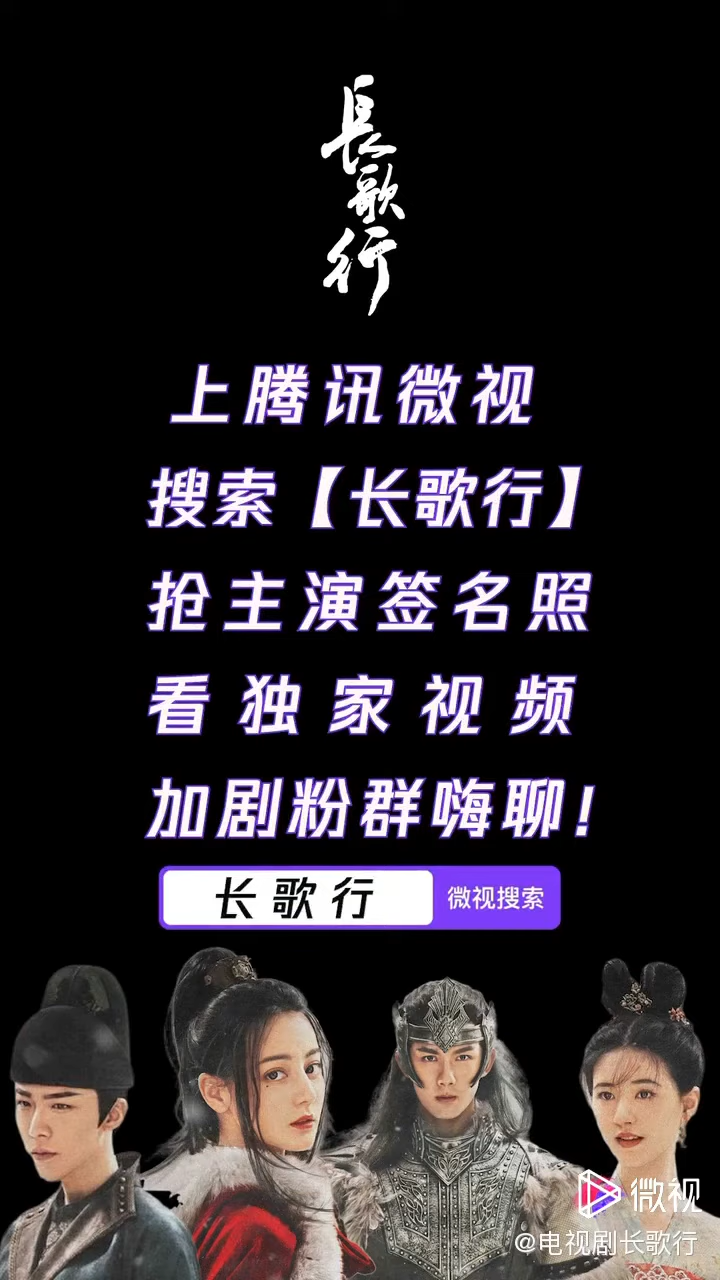 長歌行
上腾讯微视
搜索【长歌行】
抢主演签名照
看独家视频
加剧粉群嗨聊!
长歌行 微视搜索
微视
@电视剧长歌行